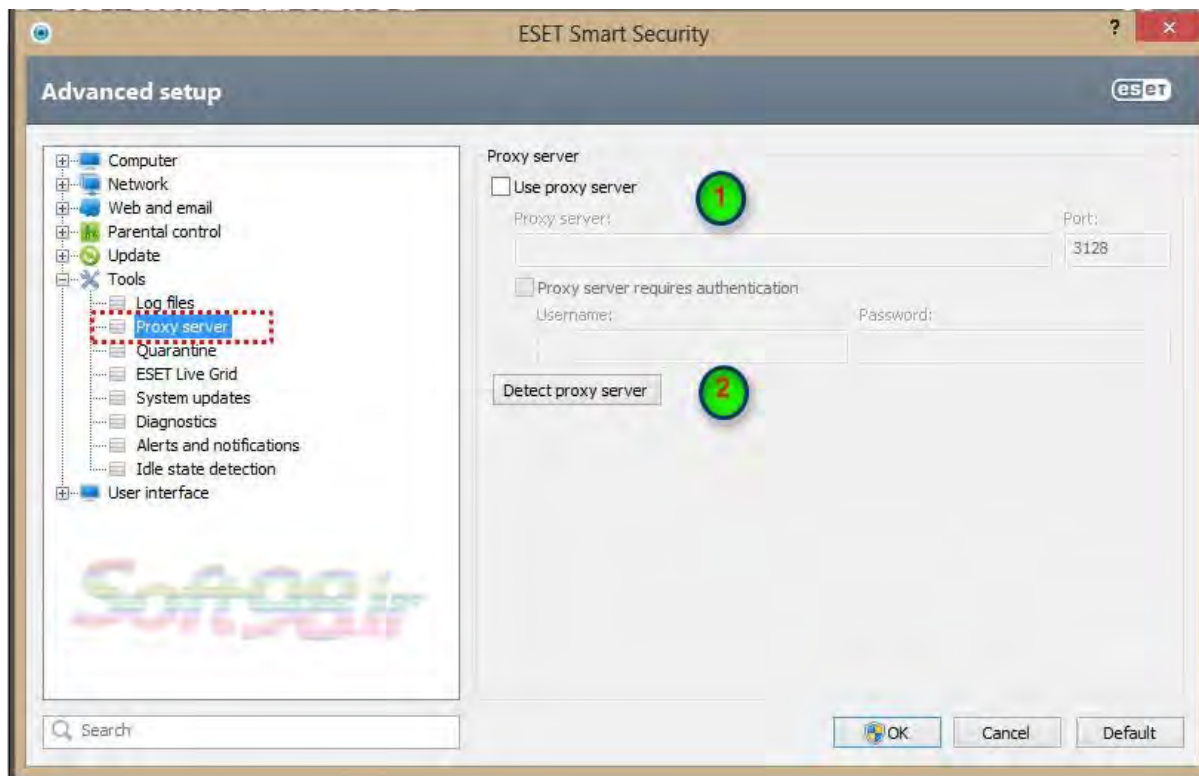 ESET Smart Security
?
Advanced setup
eset
Computer
Network
Web and email
Parental control
Update
Tools
Log files
Proxy server
Quarantine
ESET Live Grid
System updates
Diagnostics
Alerts and notifications
Idle state detection
User interface
Soft98.ir
Search
Proxy server
Use proxy server
1
Proxy server:
Port:
3128
Proxy server requires authentication
Username:
Password:
Detect proxy server
2
OK
Cancel
Default